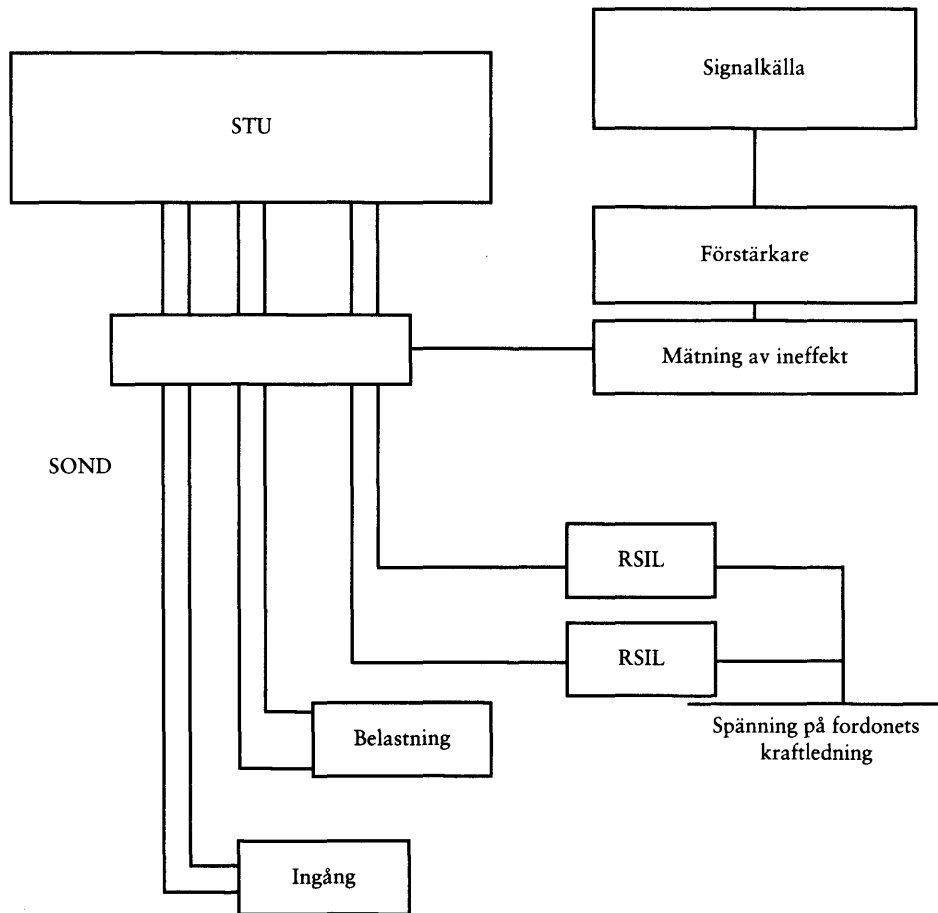 Signalkälla
STU
Förstärkare
Mätning av ineffekt
SOND
RSIL
RSIL
Belastning
Spänning på fordonets
kraftledning
Ingång